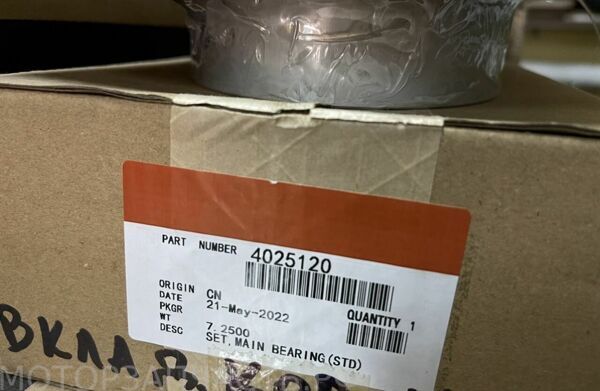 PART NUMBER 4025120
ORIGIN CN
DATE 21-May-2022
PKGR
QUANTITY 1
WT 7.2500
DESC SET, MAIN BEARING(STD)
ВКЛАД